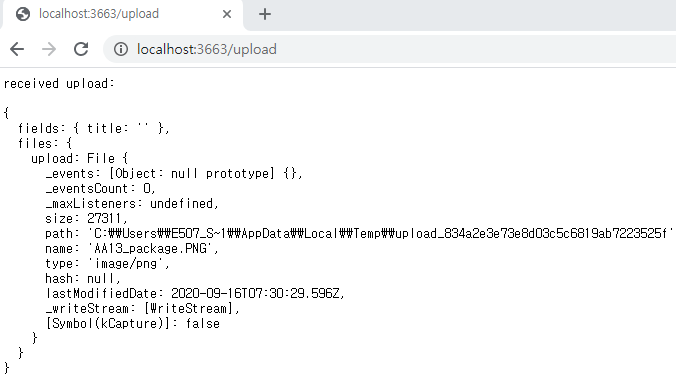 localhost:3663/upload
localhost:3663/upload
received upload:
{
  fields: { title: '' },
  files: {
    upload: File {
      _events: [Object: null prototype] {},
      _eventsCount: 0,
      _maxListeners: undefined,
      size: 27311,
      path: 'C:₩₩Users₩₩E507_S~1₩₩AppData₩₩Local₩₩Temp₩₩upload_834a2e3e73e8d03c5c6819ab7223525f'
      name: 'AA13_package.PNG',
      type: 'image/png',
      hash: null,
      lastModifiedDate: 2020-09-16T07:30:29.596Z,
      _writeStream: [WriteStream],
      [Symbol(kCapture)]: false
    }
  }
}